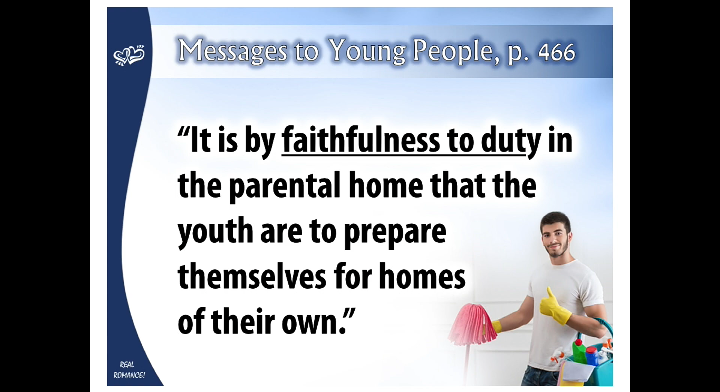 Messages to Young People, p. 466
“It is by faithfulness to duty in
the parental home that the
youth are to prepare
themselves for homes
of their own.”
REAL
ROMANCE!